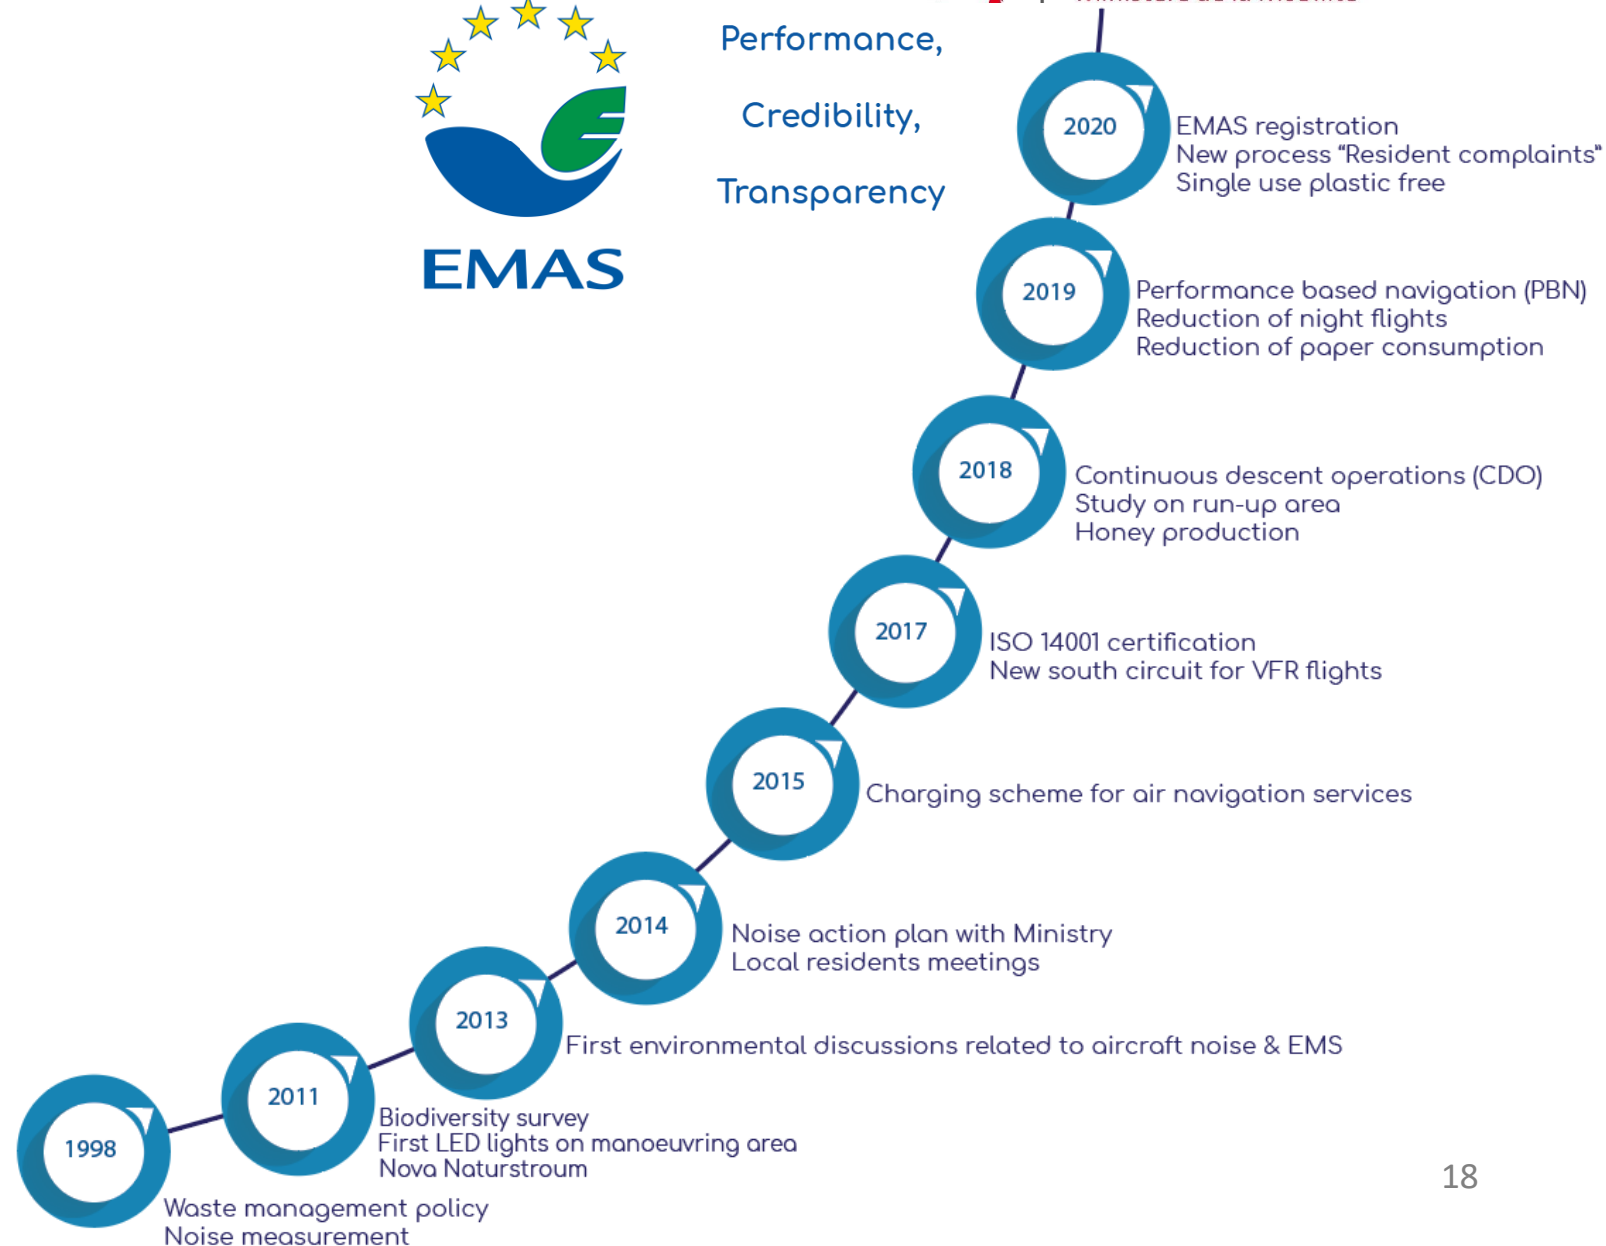 Performance,
Credibility,
Transparency
EMAS
2020
EMAS registration
New process “Resident complaints”
Single use plastic free
2019
Performance based navigation (PBN)
Reduction of night flights
Reduction of paper consumption
2018
Continuous descent operations (CDO)
Study on run-up area
Honey production
2017
ISO 14001 certification
New south circuit for VFR flights
2015
Charging scheme for air navigation services
2014
Noise action plan with Ministry
Local residents meetings
2013
First environmental discussions related to aircraft noise & EMS
2011
Biodiversity survey
First LED lights on manoeuvring area
Nova Naturstroum
1998
Waste management policy
Noise measurement
18